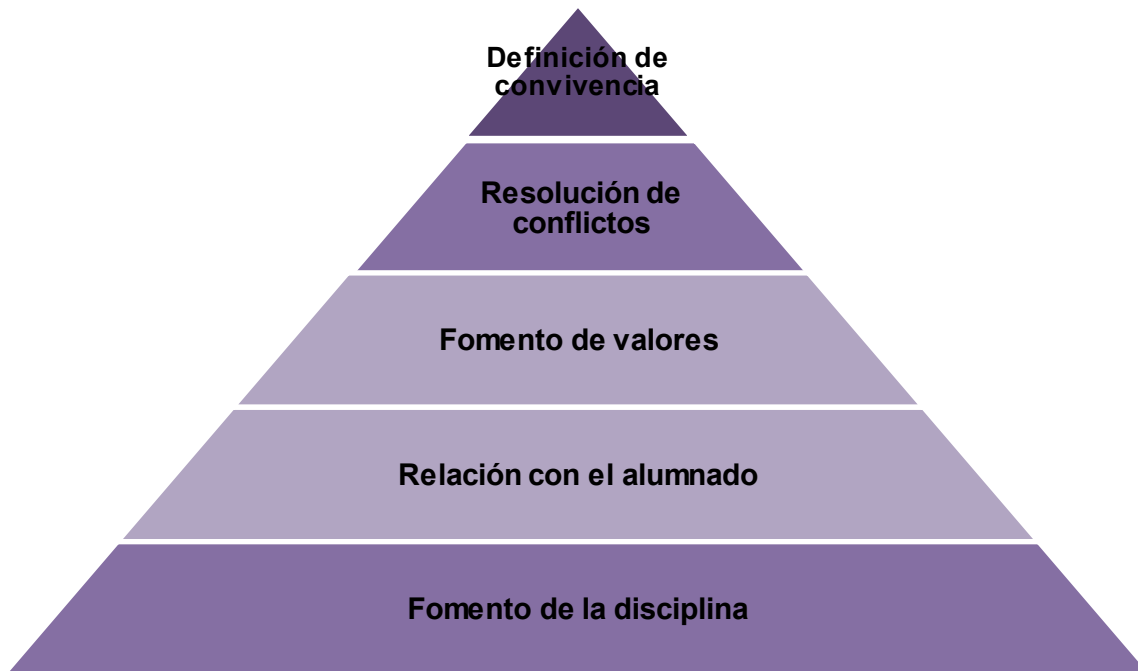 Definición de
convivencia
Resolución de
conflictos
Fomento de valores
Relación con el alumnado
Fomento de la disciplina